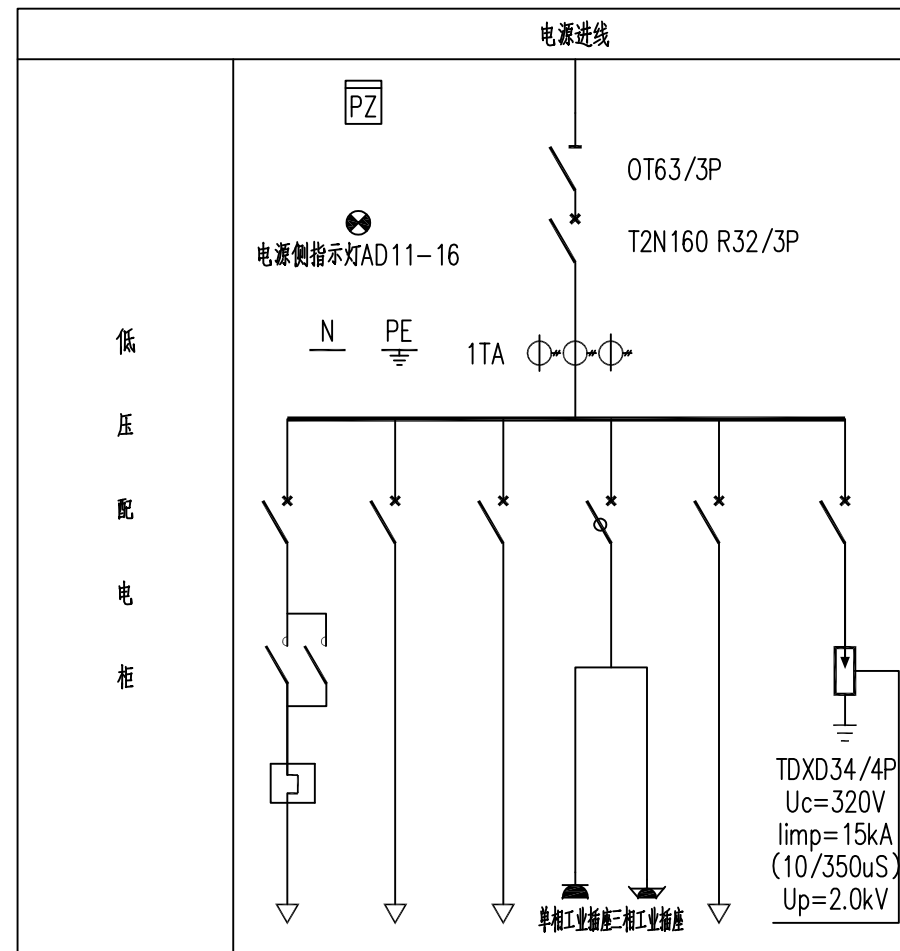 电源进线
PZ
OT63/3P
T2N160 R32/3P
电源侧指示灯AD11-16
N
PE
1TA
低
压
配
电
柜
TDXD34/4P
Uc=320V
Iimp=15kA
(10/350uS)
Up=2.0kV
单相工业插座三相工业插座